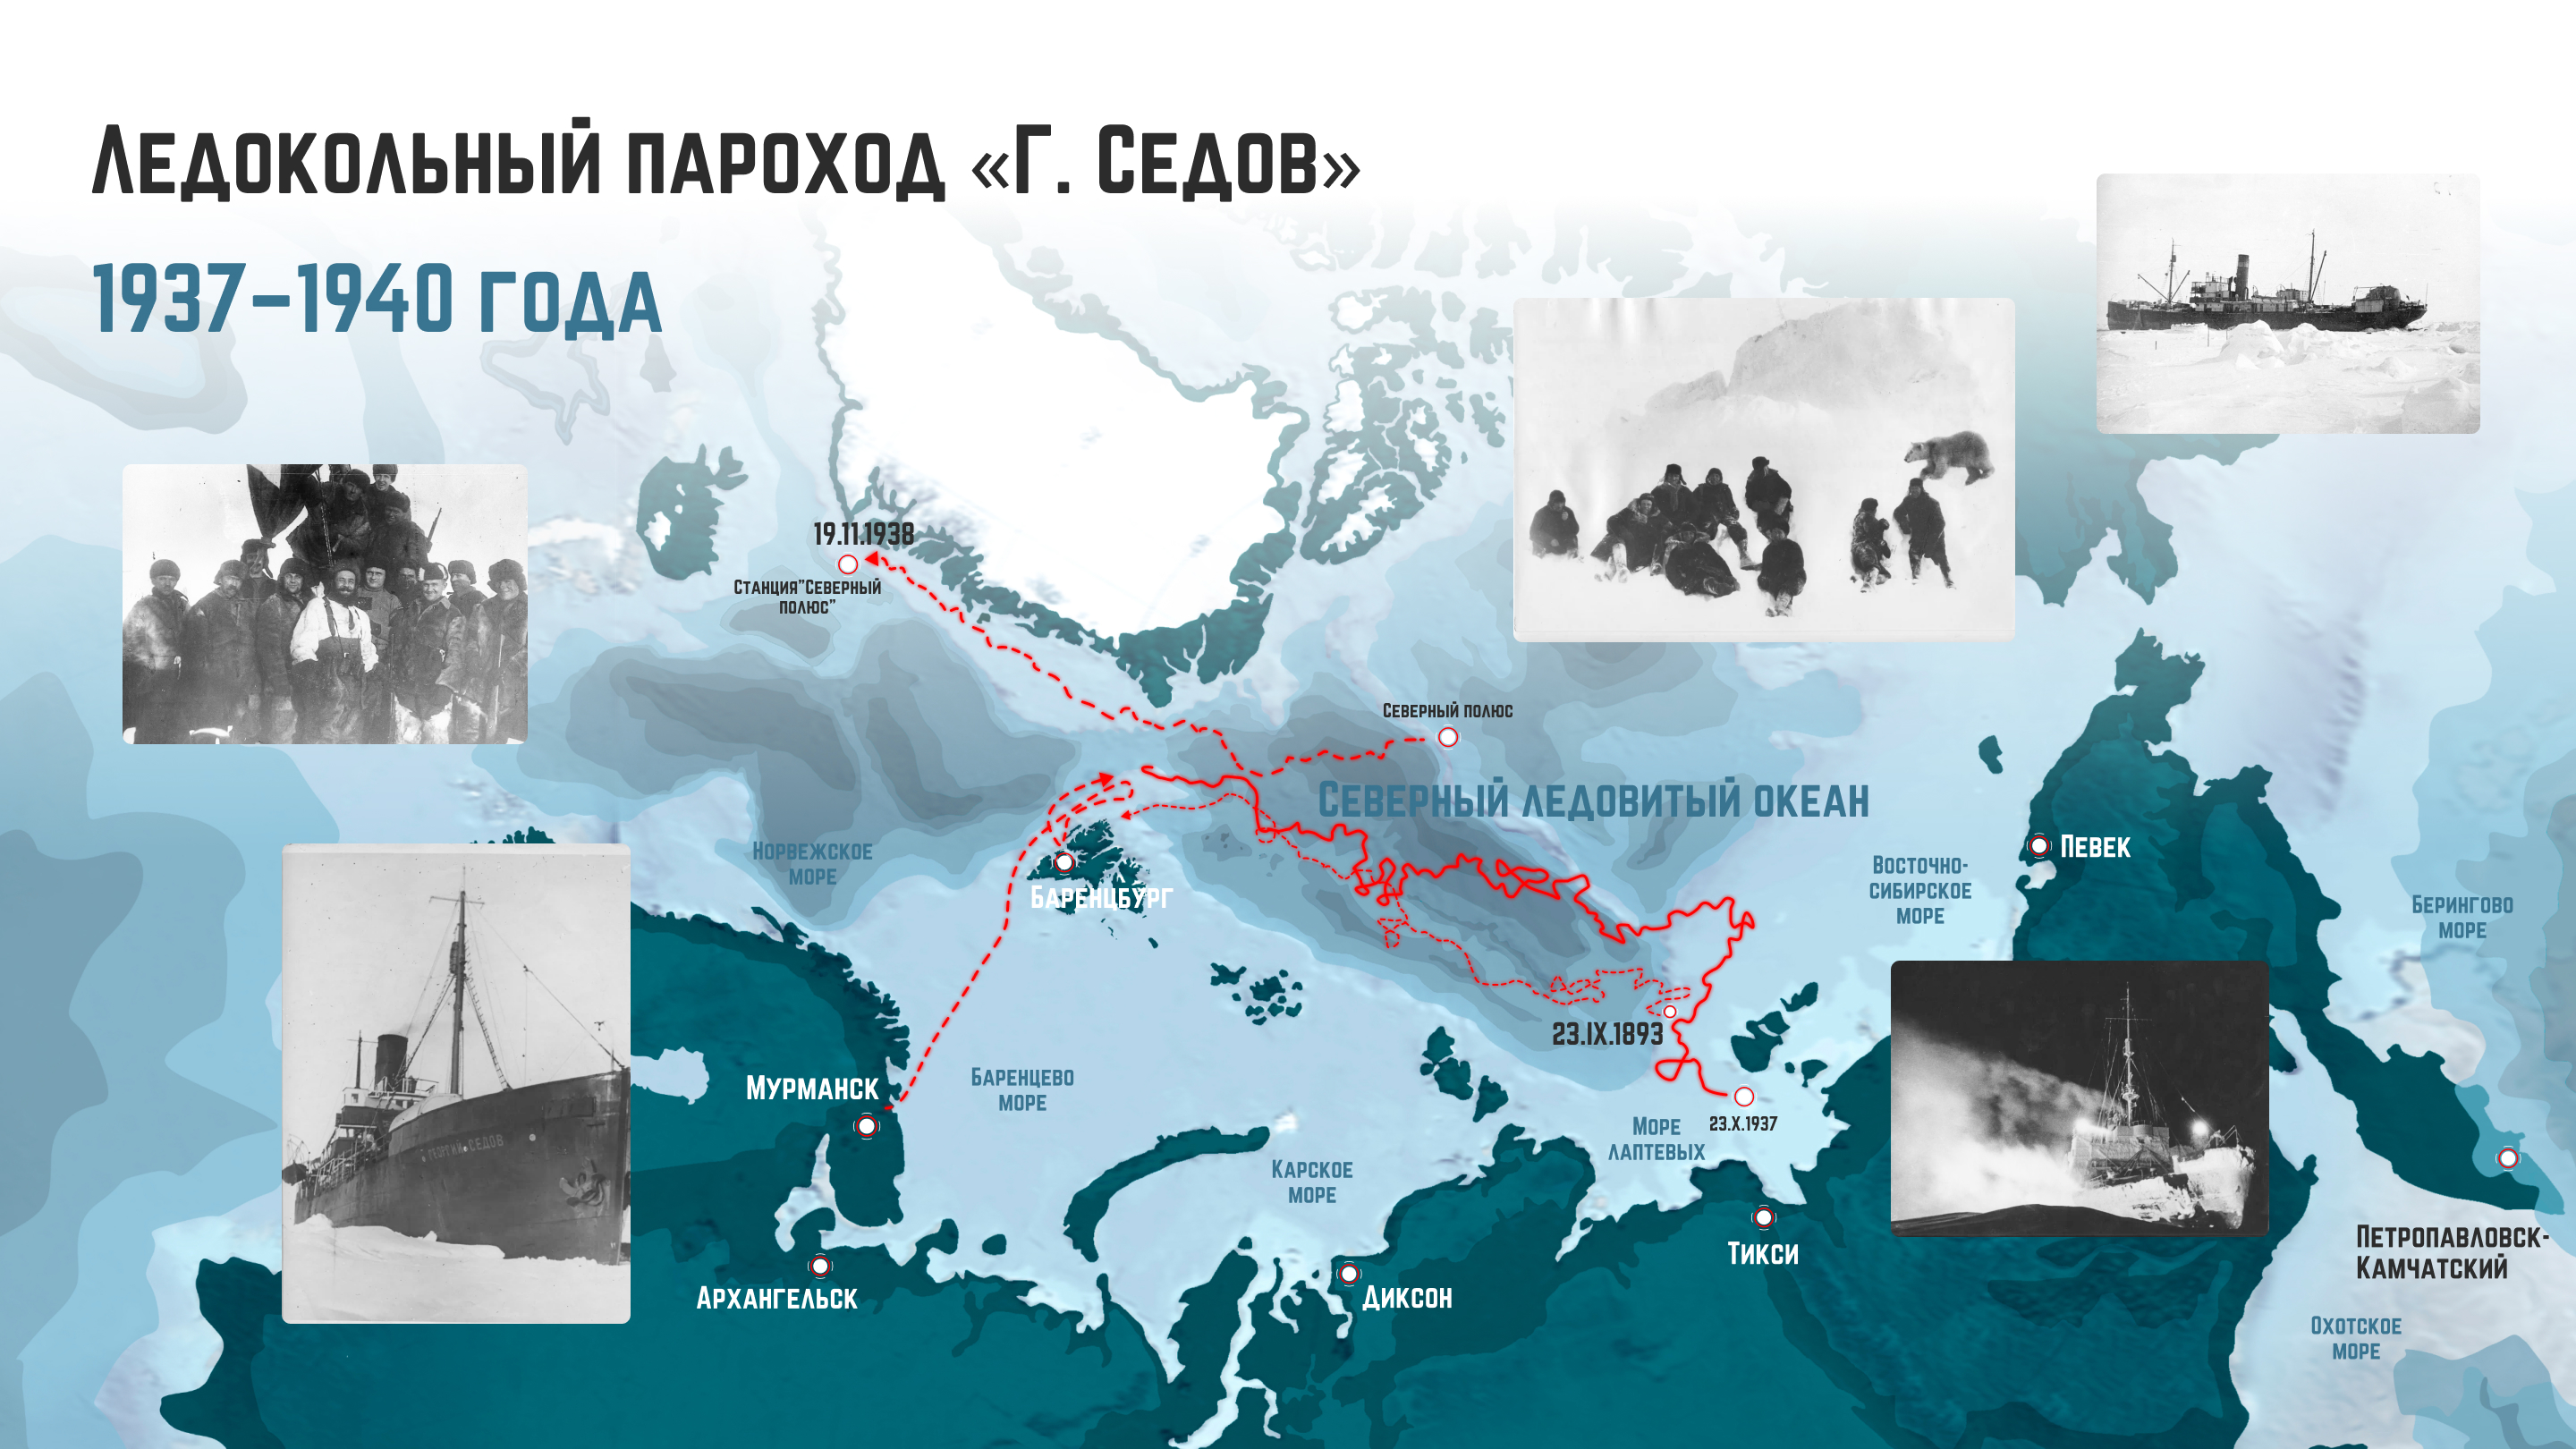 Ледокольный пароход «Г. Седов»
1937–1940 года
19.11.1938
Станция"Северный
полюс"
Северный полюс
Северный ледовитый океан
Норвежское
море
Баренцбург
Певек
Восточно-
сибирское
море
Берингово
море
ГЕОРГИЙ СЕДОВ
23.IX.1893
Мурманск
Баренцево
море
23.X.1937
Море
лаптевых
Карское
море
Тикси
Архангельск
Диксон
Петропавловск-
Камчатский
Охотское
море